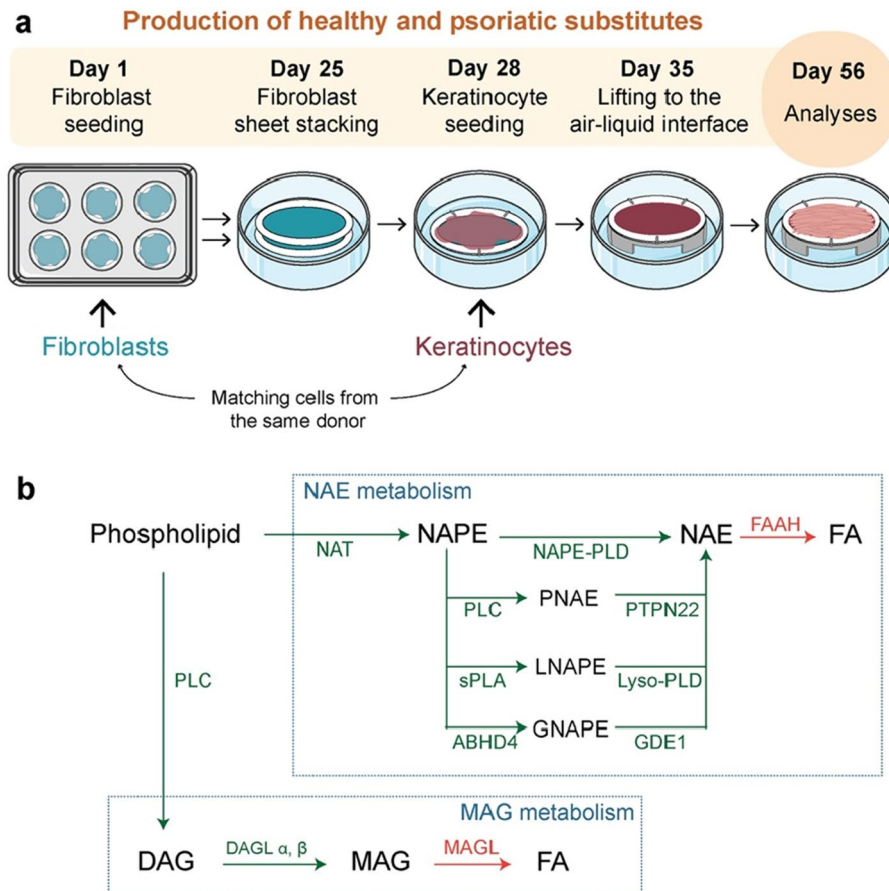 a
Production of healthy and psoriatic substitutes
Day 1
Fibroblast
seeding
Day 25
Fibroblast
sheet stacking
Day 28
Keratinocyte
seeding
Day 35
Lifting to the
air-liquid interface
Day 56
Analyses
Fibroblasts
Keratinocytes
Matching cells from
the same donor
b
NAE metabolism
Phospholipid
NAT
NAPE
NAPE-PLD
NAE
FAAH
FA
PLC
PNAE
PTPN22
sPLA
LNAPE
Lyso-PLD
ABHD4
GNAPE
GDE1
PLC
MAG metabolism
DAG
DAGL α, β
MAG
MAGL
FA